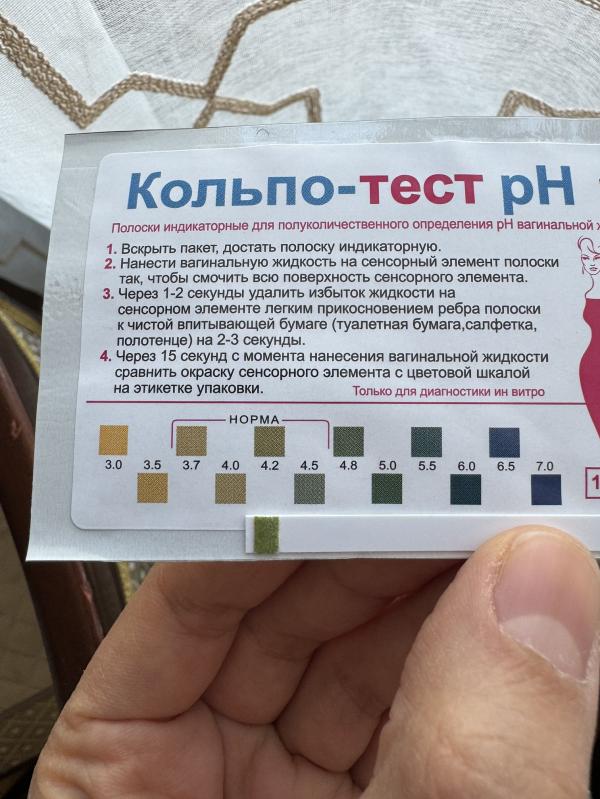 Кольпо-тест pH
Полоски индикаторные для полуколичественного определения pH вагинальной
1. Вскрыть пакет, достать полоску индикаторную.
2. Нанести вагинальную жидкость на сенсорный элемент полоски
так, чтобы смочить всю поверхность сенсорного элемента.
3. Через 1-2 секунды удалить избыток жидкости на
сенсорном элементе легким прикосновением ребра полоски
к чистой впитывающей бумаге (туалетная бумага,салфетка,
полотенце) на 2-3 секунды.
4. Через 15 секунд с момента нанесения вагинальной жидкости
сравнить окраску сенсорного элемента с цветовой шкалой
на этикетке упаковки.
Только для диагностики ин витро
НОРМА
3.0 3.5 3.7 4.0 4.2 4.5 4.8 5.0 5.5 6.0 6.5 7.0